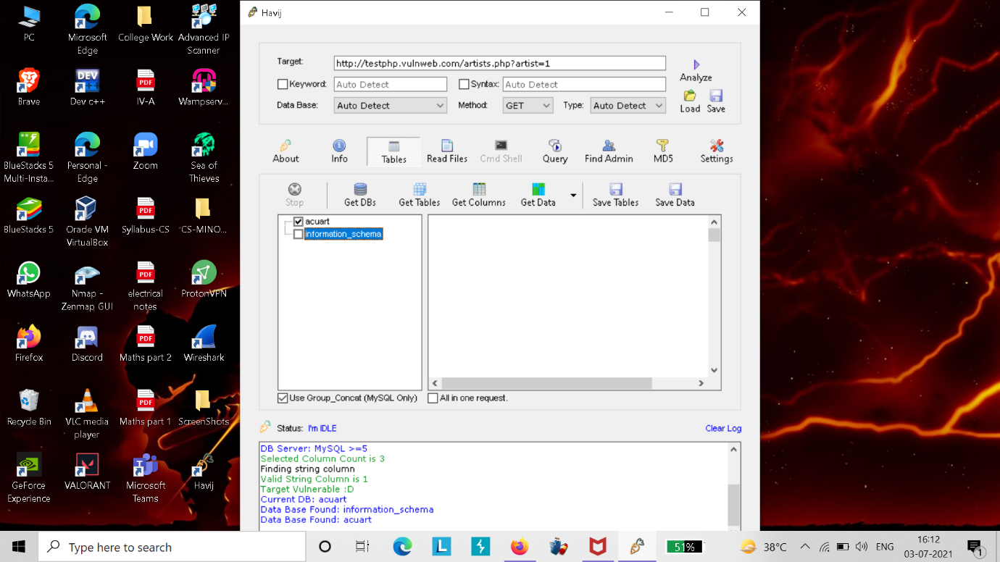 PC
Microsoft
Edge
College Work
Advanced IP
Scanner
Brave
DEV
Dev c++
PDF
IV-A
Wampserv...
BlueStacks 5
Multi-Insta...
Personal -
Edge
Zoom
Sea of
Thieves
BlueStacks 5
Oracle VM
VirtualBox
PDF
Syllabus-CS
CS-MINO...
WhatsApp
Nmap -
Zenmap GUI
PDF
electrical
notes
ProtonVPN
Firefox
Discord
PDF
Maths part 2
Wireshark
Recycle Bin
VLC media
player
PDF
Maths part 1
ScreenShots
GeForce
Experience
VALORANT
Microsoft
Teams
Havij
Havij
Target: http://testphp.vulnweb.com/artists.php?artist=1
Analyze
Keyword: Auto Detect Syntax: Auto Detect
Data Base: Auto Detect Method: GET Type: Auto Detect
Load Save
About Info Tables Read Files Cmd Shell Query Find Admin MD5 Settings
Stop Get DBs Get Tables Get Columns Get Data Save Tables Save Data
acuart
information_schema
Use Group_Concat (MySQL Only) All in one request.
Status: I'm IDLE Clear Log
DB Server: MySQL >=5
Selected Column Count is 3
Finding string column
Valid String Column is 1
Target Vulnerable :D
Current DB: acuart
Data Base Found: information_schema
Data Base Found: acuart
Type here to search
L
51%
38°C
ENG
16:12
03-07-2021
1